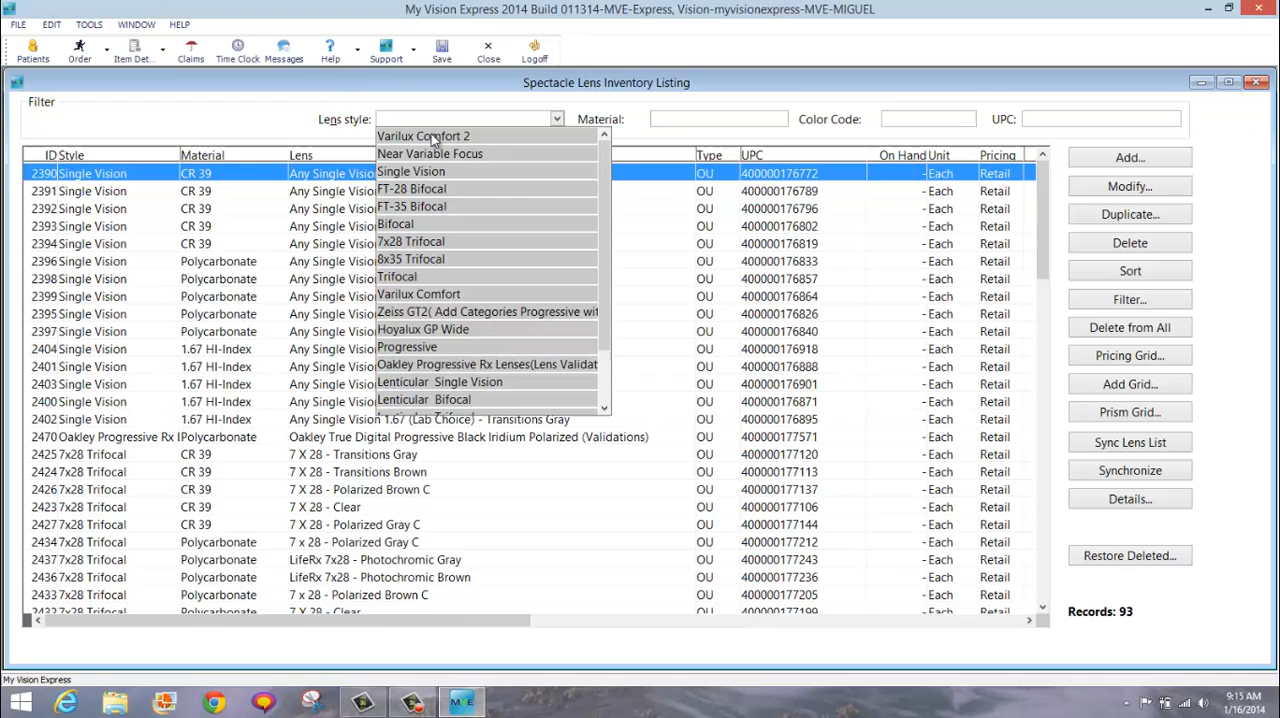 My Vision Express 2014 Build 011314-MVE-Express, Vision-myvisionexpress-MVE-MIGUEL
FILE EDIT TOOLS WINDOW HELP
Patients Order Item Det... Claims Time Clock Messages Help Support Save Close Logoff
Spectacle Lens Inventory Listing
Filter
Lens style: Material: Color Code: UPC:
Varilux Comfort 2
Near Variable Focus
Single Vision
FT-28 Bifocal
FT-35 Bifocal
Bifocal
7x28 Trifocal
8x35 Trifocal
Trifocal
Varilux Comfort
Zeiss GT2( Add Categories Progressive wit
Hoyalux GP Wide
Progressive
Oakley Progressive Rx Lenses(Lens Validat
Lenticular Single Vision
Lenticular Bifocal
ID Style Material Lens Type UPC On Hand Unit Pricing
2390 Single Vision CR 39 Any Single Visio OU 400000176772 - Each Retail
2391 Single Vision CR 39 Any Single Visio OU 400000176789 - Each Retail
2392 Single Vision CR 39 Any Single Visio OU 400000176796 - Each Retail
2393 Single Vision CR 39 Any Single Visio OU 400000176802 - Each Retail
2394 Single Vision CR 39 Any Single Visio OU 400000176819 - Each Retail
2396 Single Vision Polycarbonate Any Single Visio OU 400000176833 - Each Retail
2398 Single Vision Polycarbonate Any Single Visio OU 400000176857 - Each Retail
2399 Single Vision Polycarbonate Any Single Visio OU 400000176864 - Each Retail
2395 Single Vision Polycarbonate Any Single Visio OU 400000176826 - Each Retail
2397 Single Vision Polycarbonate Any Single Visio OU 400000176840 - Each Retail
2404 Single Vision 1.67 HI-Index Any Single Visio OU 400000176918 - Each Retail
2401 Single Vision 1.67 HI-Index Any Single Visio OU 400000176888 - Each Retail
2403 Single Vision 1.67 HI-Index Any Single Visio OU 400000176901 - Each Retail
2400 Single Vision 1.67 HI-Index Any Single Visio OU 400000176871 - Each Retail
2402 Single Vision 1.67 HI-Index Any Single Vision 1.67 (Lab Choice) - Transitions Gray OU 400000176895 - Each Retail
2470 Oakley Progressive Rx l Polycarbonate Oakley True Digital Progressive Black Iridium Polarized (Validations) OU 400000177571 - Each Retail
2425 7x28 Trifocal CR 39 7 X 28 - Transitions Gray OU 400000177120 - Each Retail
2424 7x28 Trifocal CR 39 7 X 28 - Transitions Brown OU 400000177113 - Each Retail
2426 7x28 Trifocal CR 39 7 X 28 - Polarized Brown C OU 400000177137 - Each Retail
2423 7x28 Trifocal CR 39 7 X 28 - Clear OU 400000177106 - Each Retail
2427 7x28 Trifocal CR 39 7 X 28 - Polarized Gray C OU 400000177144 - Each Retail
2434 7x28 Trifocal Polycarbonate 7 x 28 - Polarized Gray C OU 400000177212 - Each Retail
2437 7x28 Trifocal Polycarbonate LifeRx 7x28 - Photochromic Gray OU 400000177243 - Each Retail
2436 7x28 Trifocal Polycarbonate LifeRx 7x28 - Photochromic Brown OU 400000177236 - Each Retail
2433 7x28 Trifocal Polycarbonate 7 x 28 - Polarized Brown C OU 400000177205 - Each Retail
2432 7x28 Trifocal Polycarbonate 7 X 28 - Clear OU 400000177199 - Each Retail
Add...
Modify...
Duplicate...
Delete
Sort
Filter...
Delete from All
Pricing Grid...
Add Grid...
Prism Grid...
Sync Lens List
Synchronize
Details...
Restore Deleted...
Records: 93
My Vision Express
MVE
9:15 AM
1/16/2014